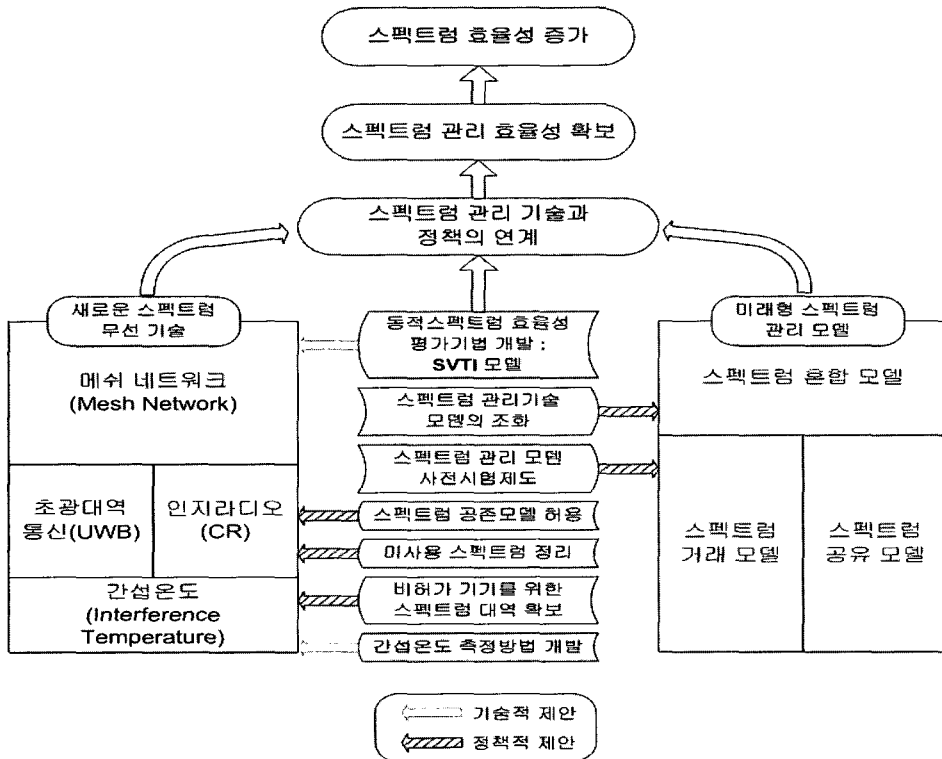 스펙트럼 효율성 증가
스펙트럼 관리 효율성 확보
스펙트럼 관리 기술과
정책의 연계
새로운 스펙트럼
무선 기술
메쉬 네트워크
(Mesh Network)
초광대역
통신(UWB)
인지라디오
(CR)
간섭온도
(Interference
Temperature)
동적스펙트럼 효율성
평가기법 개발 :
SVTI 모델
스펙트럼 관리기술
모델의 조화
스펙트럼 관리 모델
사전시험제도
스펙트럼 공존모델 허용
미사용 스펙트럼 정리
비허가 기기를 위한
스펙트럼 대역 확보
간섭온도 측정방법 개발
미래형 스펙트럼
관리 모델
스펙트럼 혼합 모델
스펙트럼
거래 모델
스펙트럼
공유 모델
기술적 제안
정책적 제안